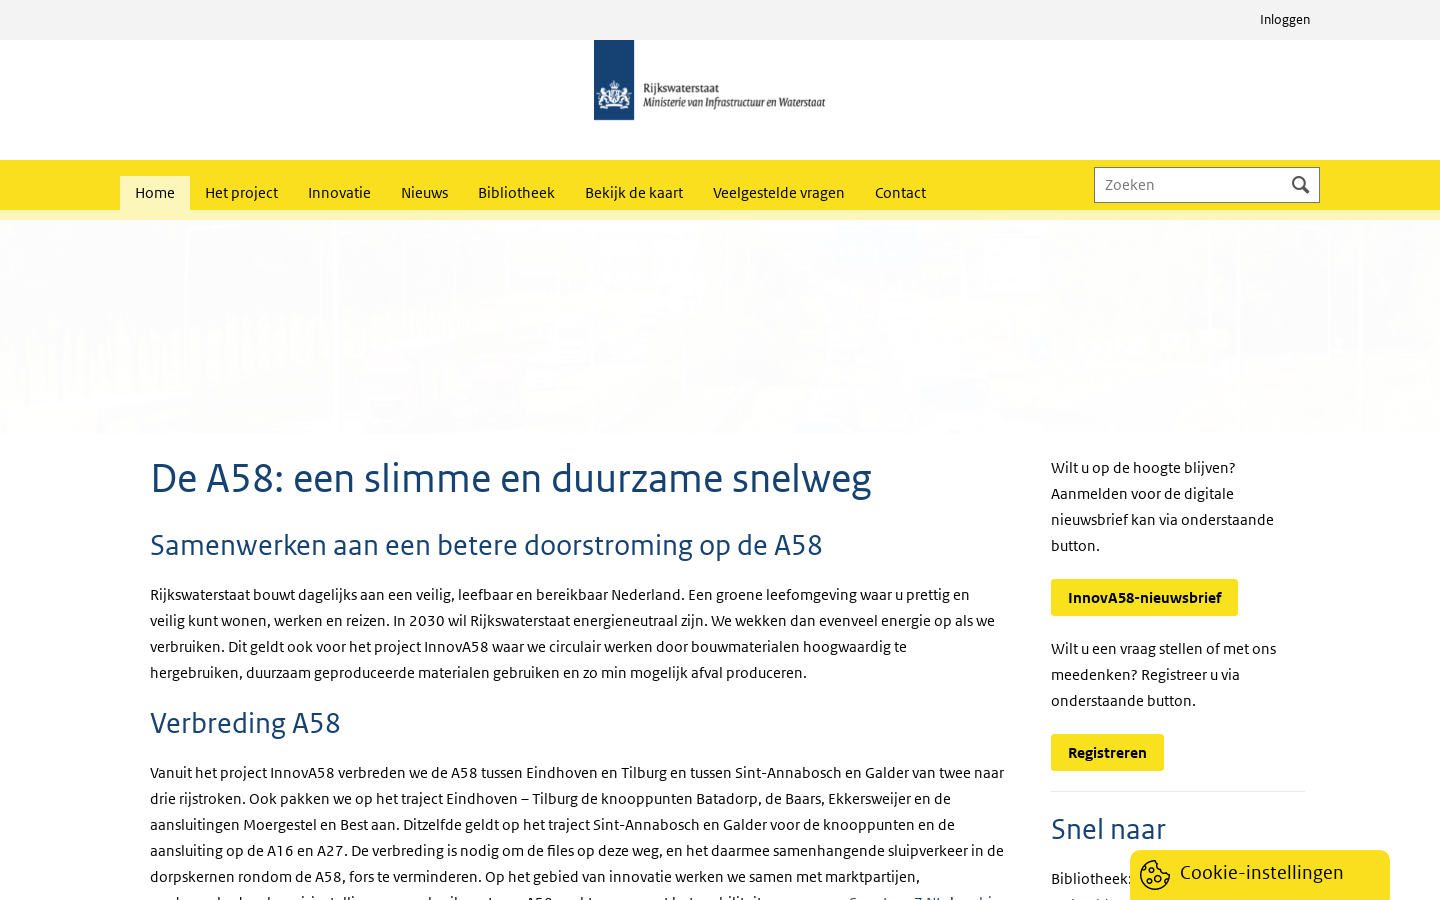 Inloggen
Rijkswaterstaat
Ministerie van Infrastructuur en Waterstaat
Home Het project Innovatie Nieuws Bibliotheek Bekijk de kaart Veelgestelde vragen Contact Zoeken
De A58: een slimme en duurzame snelweg
Samenwerken aan een betere doorstroming op de A58
Rijkswaterstaat bouwt dagelijks aan een veilig, leefbaar en bereikbaar Nederland. Een groene leefomgeving waar u prettig en
veilig kunt wonen, werken en reizen. In 2030 wil Rijkswaterstaat energieneutraal zijn. We wekken dan evenveel energie op als we
verbruiken. Dit geldt ook voor het project InnovA58 waar we circulair werken door bouwmaterialen hoogwaardig te
hergebruiken, duurzaam geproduceerde materialen gebruiken en zo min mogelijk afval produceren.
Verbreding A58
Vanuit het project InnovA58 verbreden we de A58 tussen Eindhoven en Tilburg en tussen Sint-Annabosch en Galder van twee naar
drie rijstroken. Ook pakken we op het traject Eindhoven – Tilburg de knooppunten Batadorp, de Baars, Ekkersweijer en de
aansluitingen Moergestel en Best aan. Ditzelfde geldt op het traject Sint-Annabosch en Galder voor de knooppunten en de
aansluiting op de A16 en A27. De verbreding is nodig om de files op deze weg, en het daarmee samenhangende sluipverkeer in de
dorpskernen rondom de A58, fors te verminderen. Op het gebied van innovatie werken we samen met marktpartijen,
Wilt u op de hoogte blijven?
Aanmelden voor de digitale
nieuwsbrief kan via onderstaande
button.
InnovA58-nieuwsbrief
Wilt u een vraag stellen of met ons
meedenken? Registreer u via
onderstaande button.
Registreren
Snel naar
Bibliotheek:
Cookie-instellingen